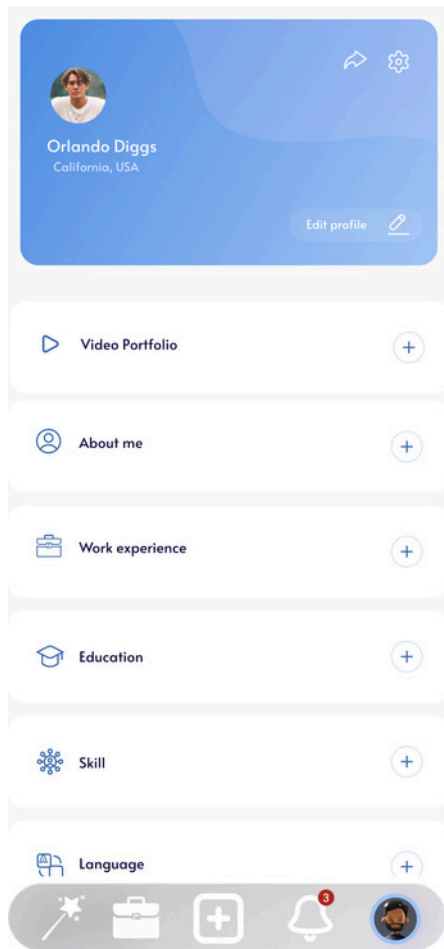 Orlando Diggs
California, USA
Edit profile
Video Portfolio
About me
Work experience
Education
Skill
Language
3